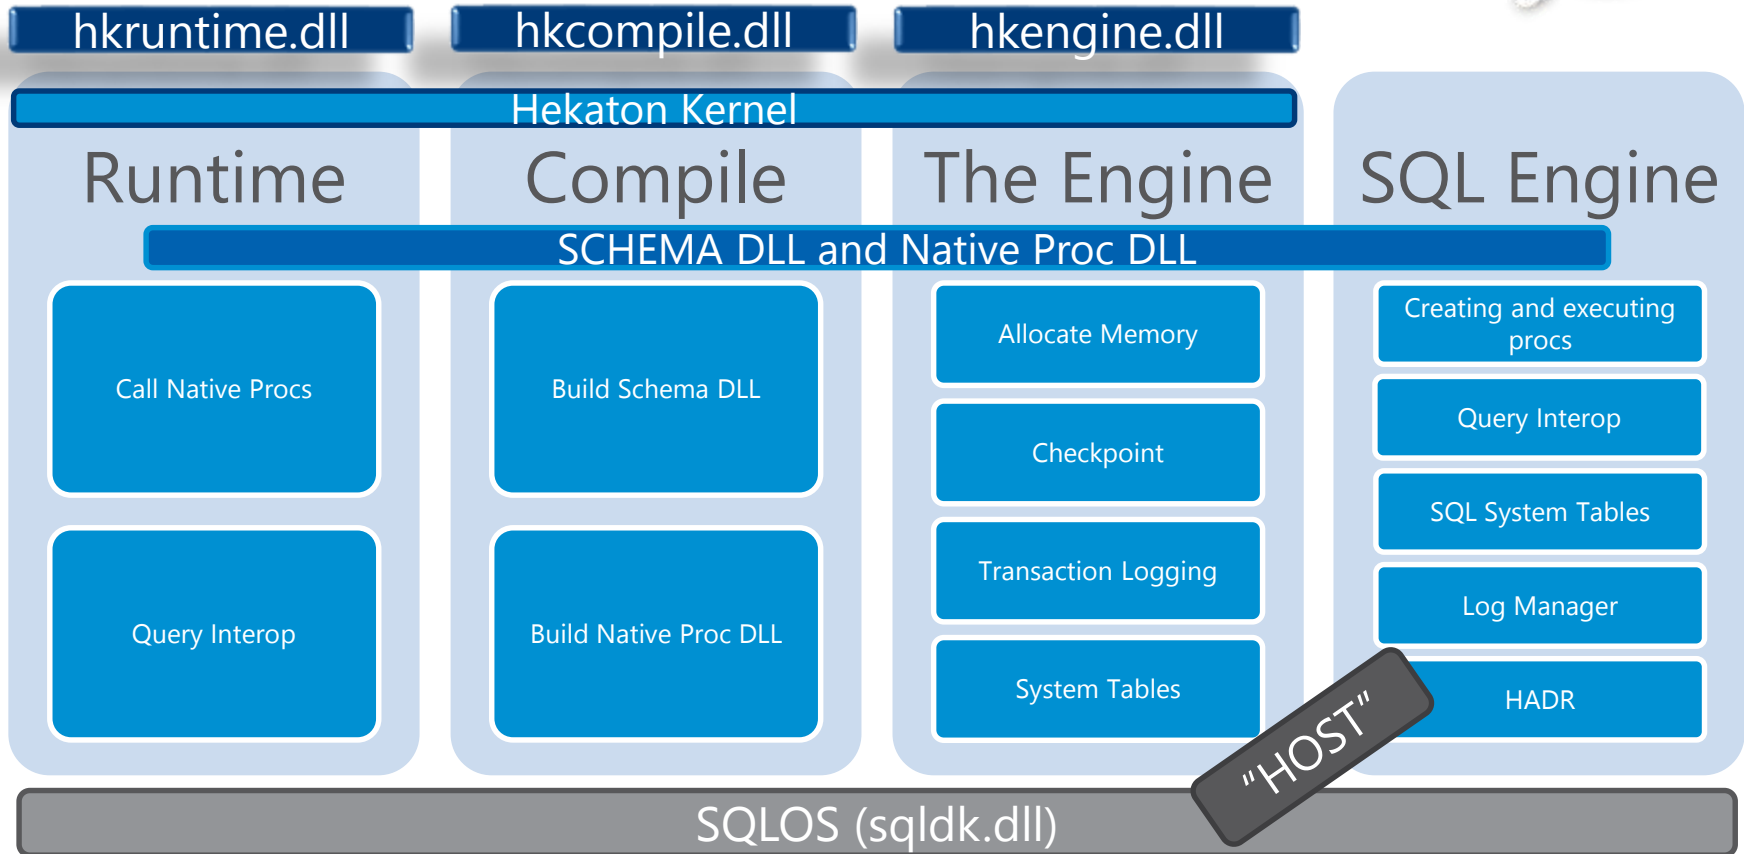 hkruntime.dll
hkcompile.dll
hkengine.dll
Hekaton Kernel
Runtime
Compile
The Engine
SQL Engine
SCHEMA DLL and Native Proc DLL
Call Native Procs
Query Interop
Build Schema DLL
Build Native Proc DLL
Allocate Memory
Checkpoint
Transaction Logging
System Tables
Creating and executing
procs
Query Interop
SQL System Tables
Log Manager
HADR
"HOST"
SQLOS (sqldk.dll)